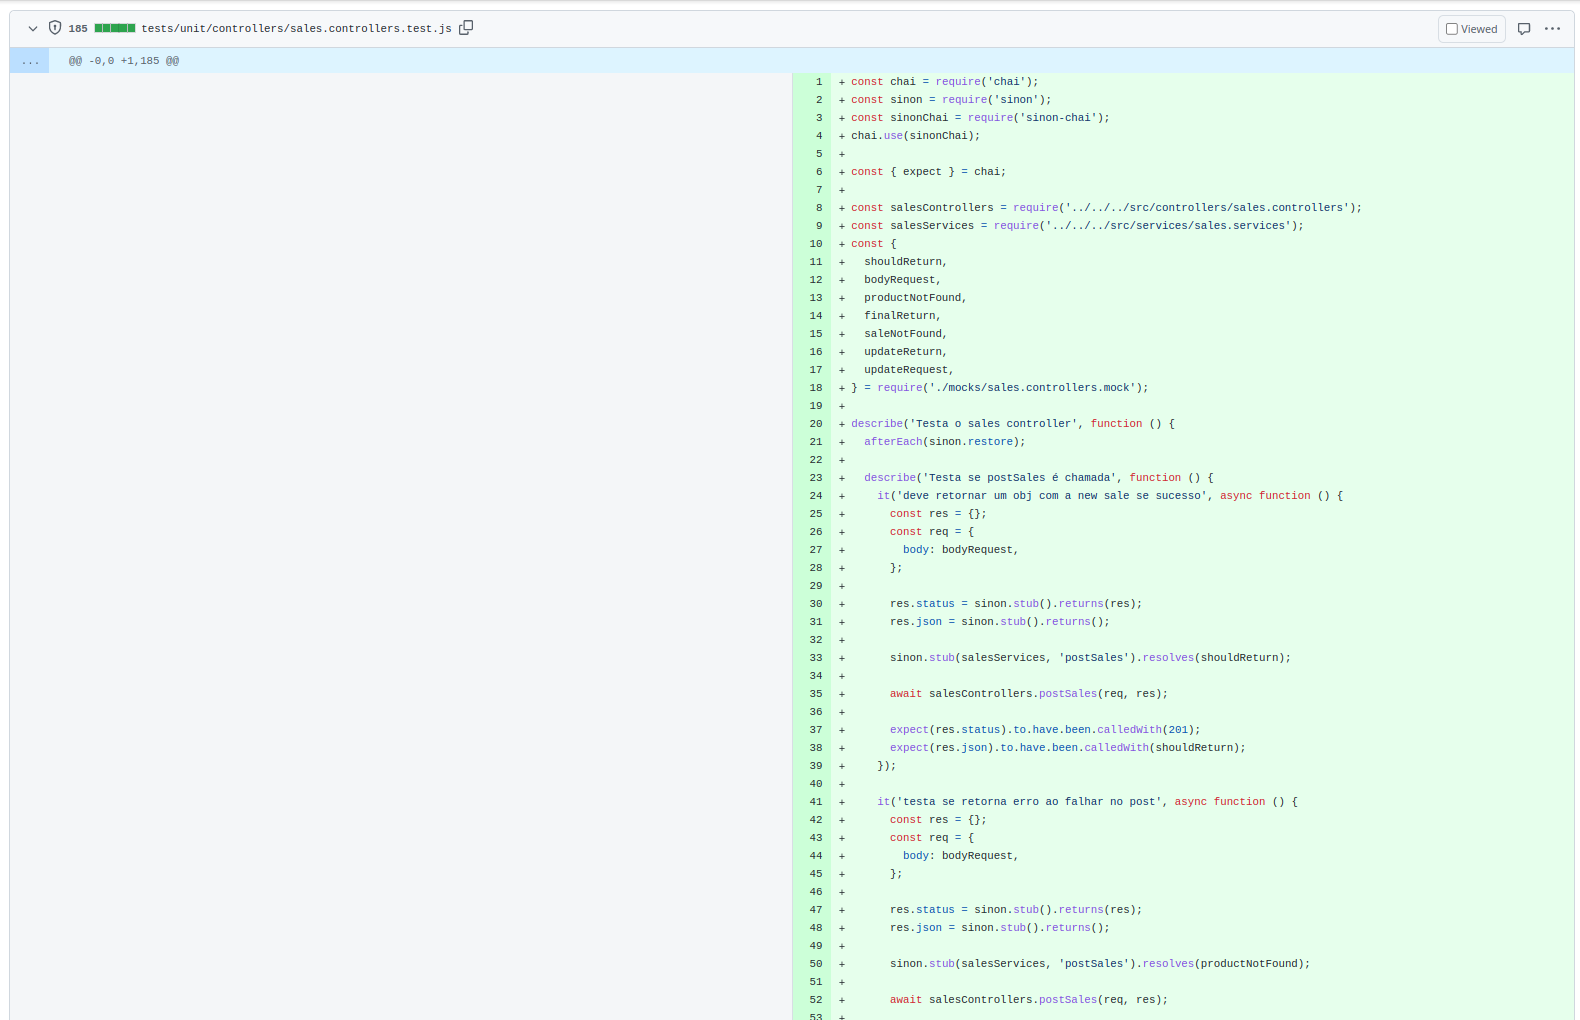 185 tests/unit/controllers/sales.controllers.test.js Viewed
... @@ -0,0 +1,185 @@
1 + const chai = require('chai');
2 + const sinon = require('sinon');
3 + const sinonChai = require('sinon-chai');
4 + chai.use(sinonChai);
5 +
6 + const { expect } = chai;
7 +
8 + const salesControllers = require('../../../src/controllers/sales.controllers');
9 + const salesServices = require('../../../src/services/sales.services');
10 + const {
11 +   shouldReturn,
12 +   bodyRequest,
13 +   productNotFound,
14 +   finalReturn,
15 +   saleNotFound,
16 +   updateReturn,
17 +   updateRequest,
18 + } = require('./mocks/sales.controllers.mock');
19 +
20 + describe('Testa o sales controller', function () {
21 +   afterEach(sinon.restore);
22 +
23 +   describe('Testa se postSales é chamada', function () {
24 +     it('deve retornar um obj com a new sale se sucesso', async function () {
25 +       const res = {};
26 +       const req = {
27 +         body: bodyRequest,
28 +       };
29 +
30 +       res.status = sinon.stub().returns(res);
31 +       res.json = sinon.stub().returns();
32 +
33 +       sinon.stub(salesServices, 'postSales').resolves(shouldReturn);
34 +
35 +       await salesControllers.postSales(req, res);
36 +
37 +       expect(res.status).to.have.been.calledWith(201);
38 +       expect(res.json).to.have.been.calledWith(shouldReturn);
39 +     });
40 +
41 +     it('testa se retorna erro ao falhar no post', async function () {
42 +       const res = {};
43 +       const req = {
44 +         body: bodyRequest,
45 +       };
46 +
47 +       res.status = sinon.stub().returns(res);
48 +       res.json = sinon.stub().returns();
49 +
50 +       sinon.stub(salesServices, 'postSales').resolves(productNotFound);
51 +
52 +       await salesControllers.postSales(req, res);
53 +